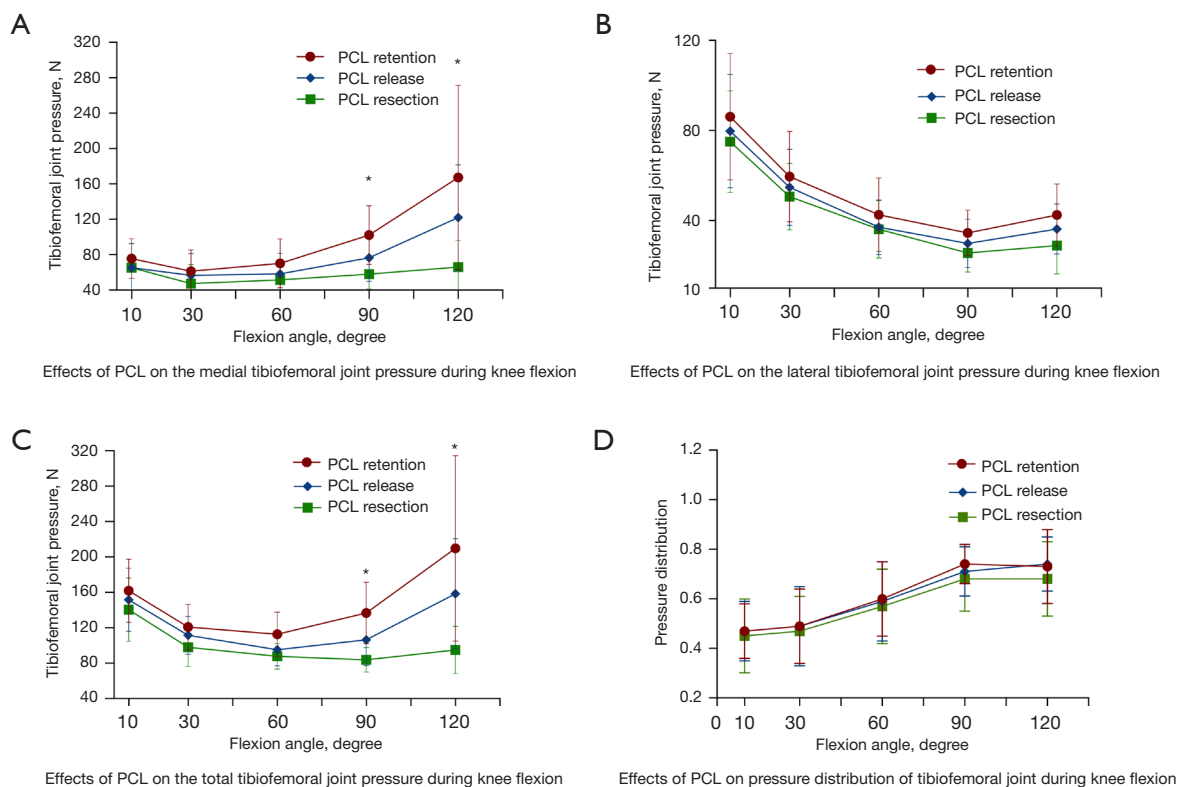 A
320
280
240
200
160
120
80
40
Tibiofemoral joint pressure, N
PCL retention
PCL release
PCL resection
*
*
10
30
60
90
120
Flexion angle, degree
Effects of PCL on the medial tibiofemoral joint pressure during knee flexion
B
120
80
40
10
Tibiofemoral joint pressure, N
PCL retention
PCL release
PCL resection
10
30
60
90
120
Flexion angle, degree
Effects of PCL on the lateral tibiofemoral joint pressure during knee flexion
C
320
280
240
200
160
120
80
40
Tibiofemoral joint pressure, N
PCL retention
PCL release
PCL resection
*
*
10
30
60
90
120
Flexion angle, degree
Effects of PCL on the total tibiofemoral joint pressure during knee flexion
D
1.2
1.0
0.8
0.6
0.4
0.2
Pressure distribution
PCL retention
PCL release
PCL resection
0
10
30
60
90
120
Flexion angle, degree
Effects of PCL on pressure distribution of tibiofemoral joint during knee flexion